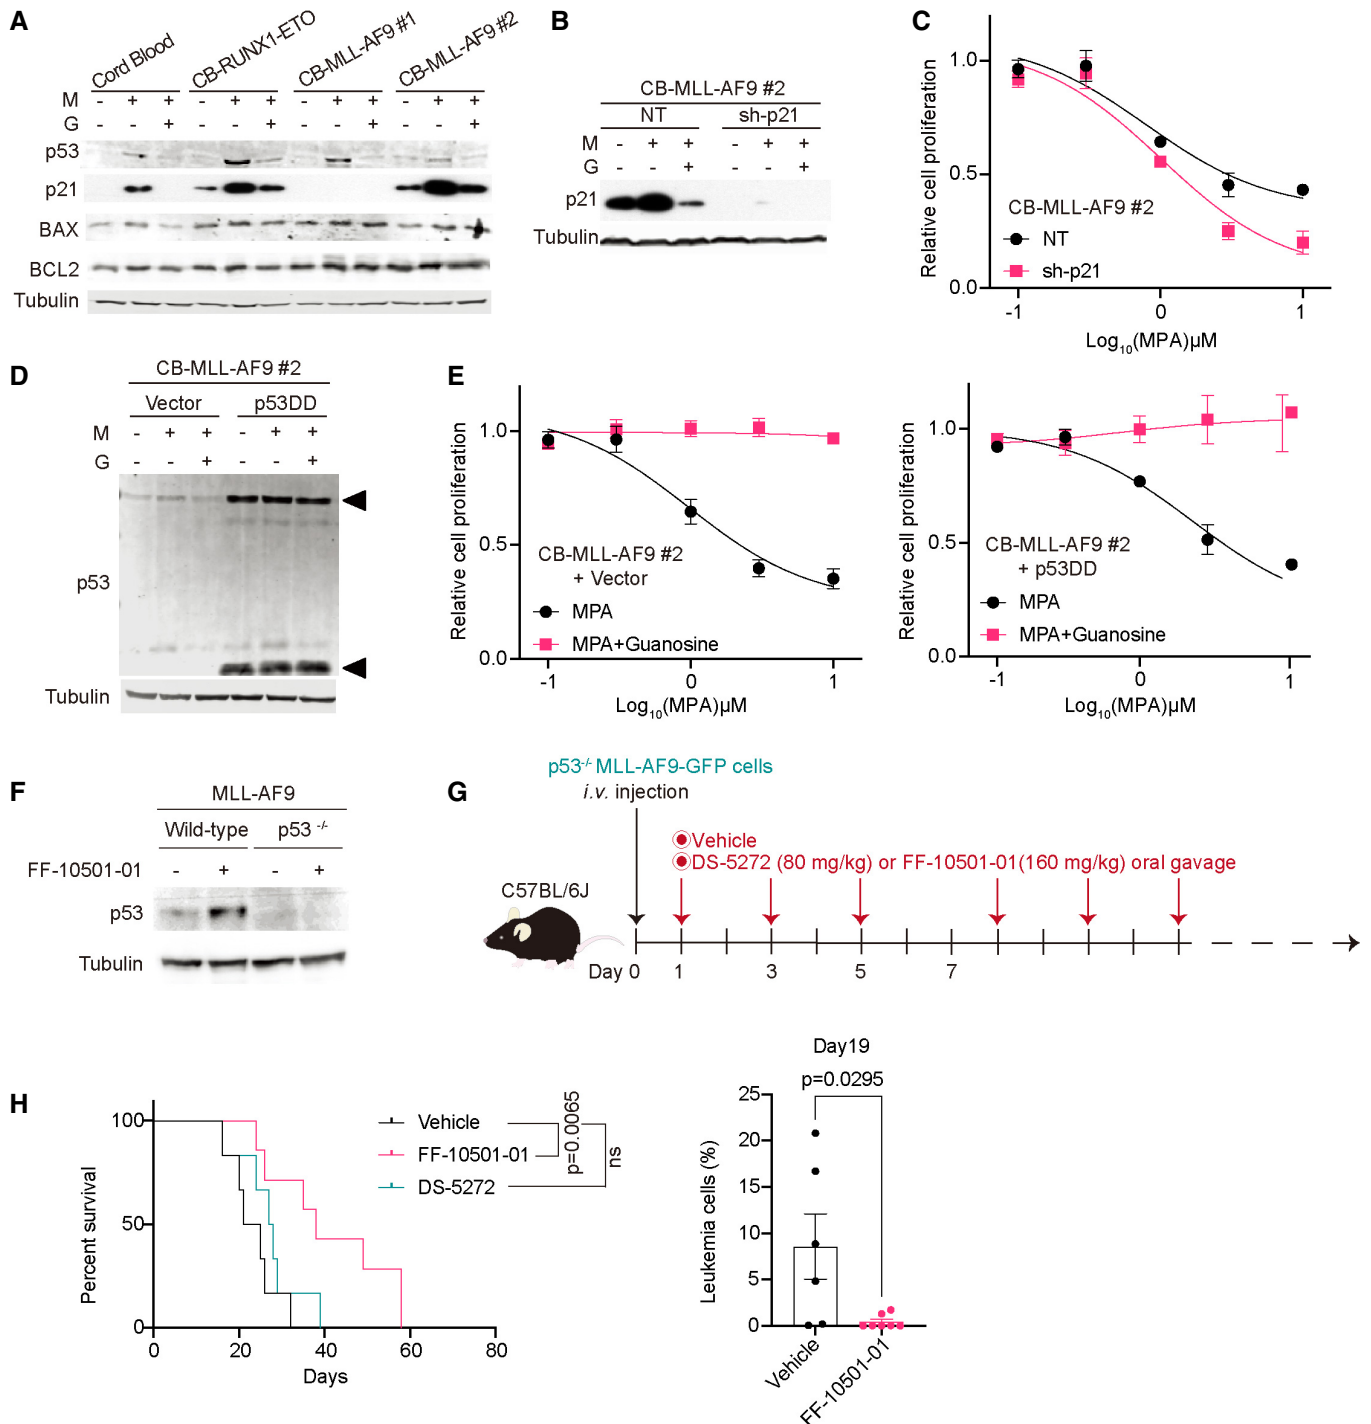 A
Cord Blood
CB-RUNX1-ETO
CB-MLL-AF9 #1
CB-MLL-AF9 #2
M - + + - + + - + + - + +
G - - + - - + - - + - - +
p53
p21
BAX
BCL2
Tubulin
B
CB-MLL-AF9 #2
NT sh-p21
M - + + - + +
G - - + - - +
p21
Tubulin
C
Relative cell proliferation
1.0
0.5
0.0
CB-MLL-AF9 #2
NT
sh-p21
-1 0 1
Log10(MPA)μM
D
CB-MLL-AF9 #2
Vector p53DD
M - + + - + +
G - - + - - +
p53
Tubulin
E
Relative cell proliferation
1.0
0.5
0.0
CB-MLL-AF9 #2
+ Vector
MPA
MPA+Guanosine
-1 0 1
Log10(MPA)μM
Relative cell proliferation
1.0
0.5
0.0
CB-MLL-AF9 #2
+ p53DD
MPA
MPA+Guanosine
-1 0 1
Log10(MPA)μM
F
MLL-AF9
Wild-type p53 -/-
FF-10501-01 - + - +
p53
Tubulin
G
p53-/- MLL-AF9-GFP cells
i.v. injection
Vehicle
DS-5272 (80 mg/kg) or FF-10501-01(160 mg/kg) oral gavage
C57BL/6J
Day 0 1 3 5 7
H
Percent survival
100
50
0
0 20 40 60 80
Days
Vehicle
FF-10501-01
DS-5272
p=0.0065
ns
Day19
p=0.0295
Leukemia cells (%)
25
20
15
10
5
0
Vehicle
FF-10501-01